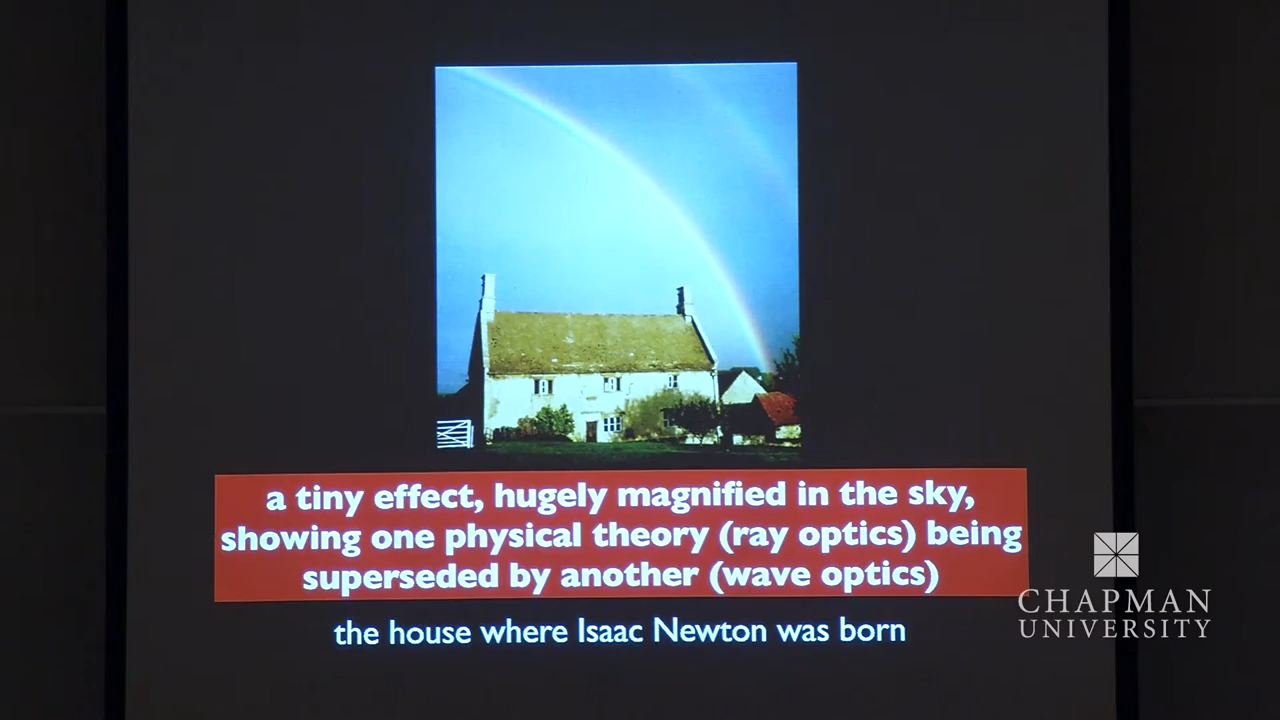 a tiny effect, hugely magnified in the sky,
showing one physical theory (ray optics) being
superseded by another (wave optics)
the house where Isaac Newton was born
CHAPMAN
UNIVERSITY